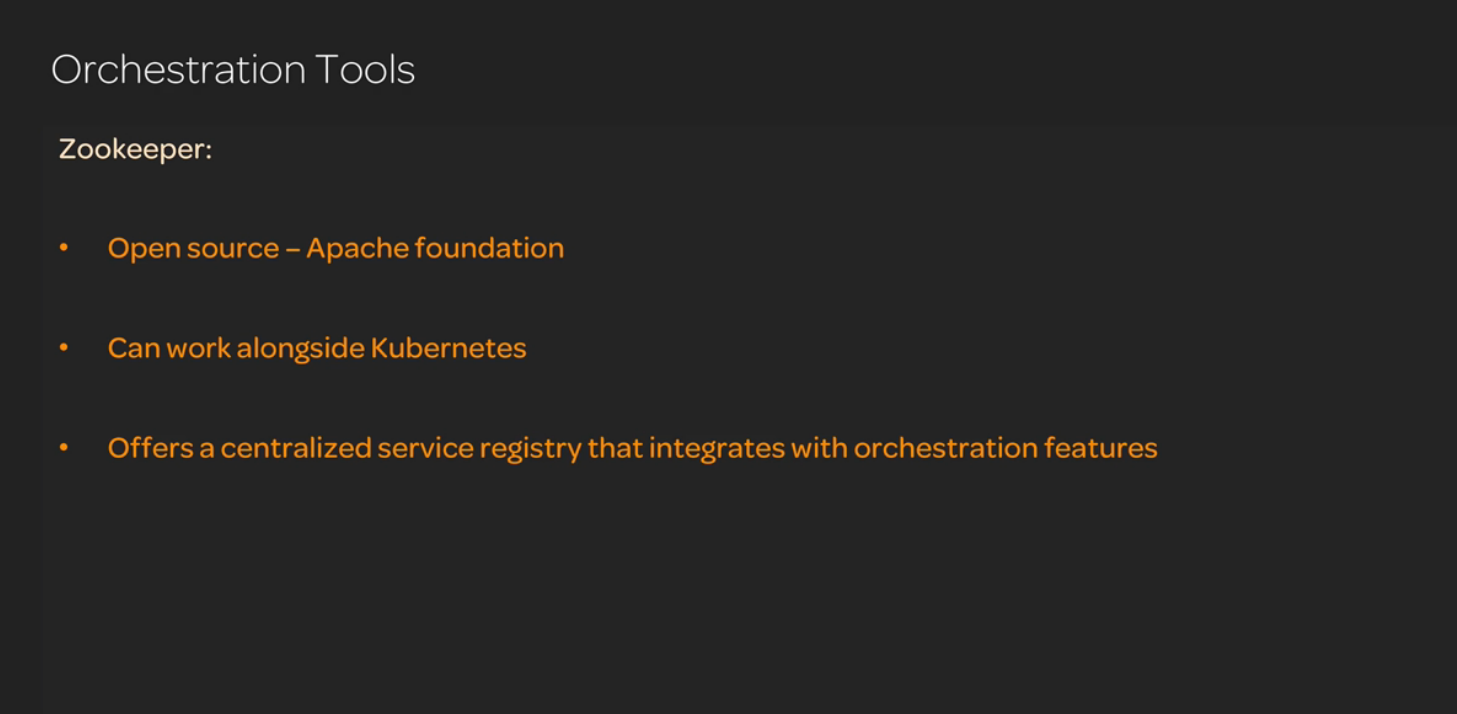 Orchestration Tools
Zookeeper:
• Open source – Apache foundation
• Can work alongside Kubernetes
• Offers a centralized service registry that integrates with orchestration features